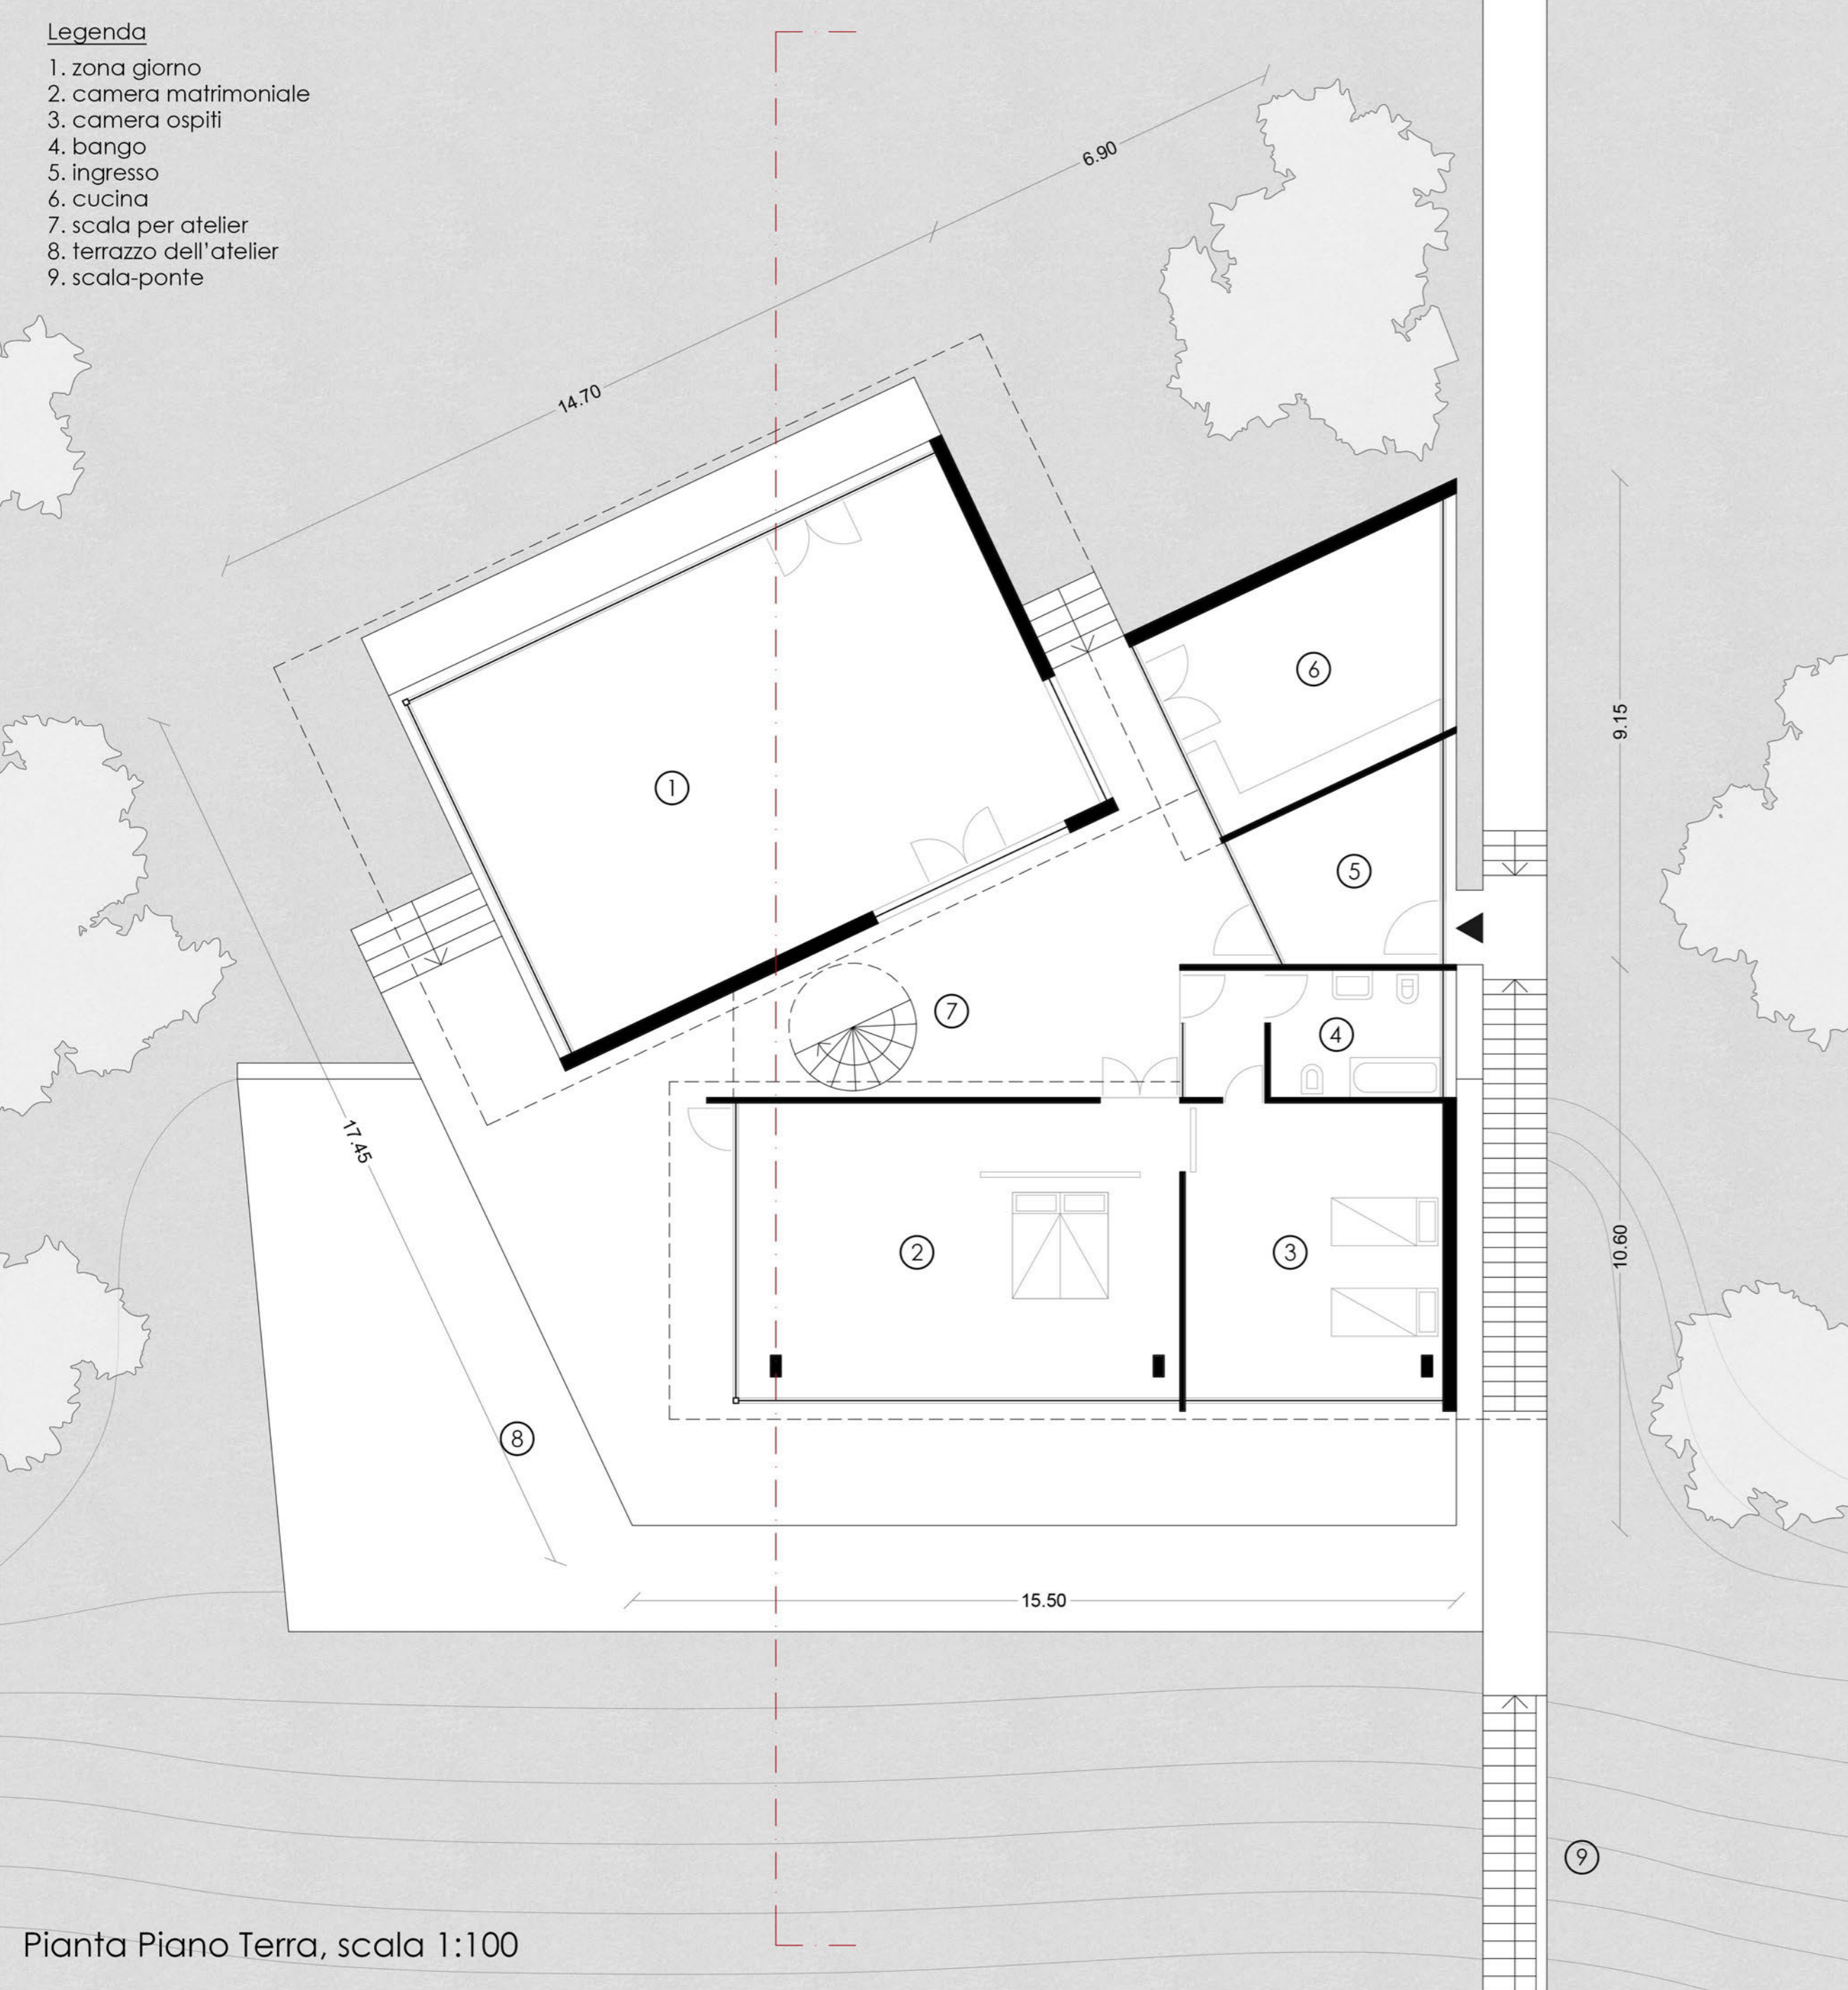 Legenda
1. zona giorno
2. camera matrimoniale
3. camera ospiti
4. bango
5. ingresso
6. cucina
7. scala per atelier
8. terrazzo dell'atelier
9. scala-ponte
6.90
14.70
6
9.15
1
5
7
4
17.45
2
3
10.60
8
15.50
9
Pianta Piano Terra, scala 1:100